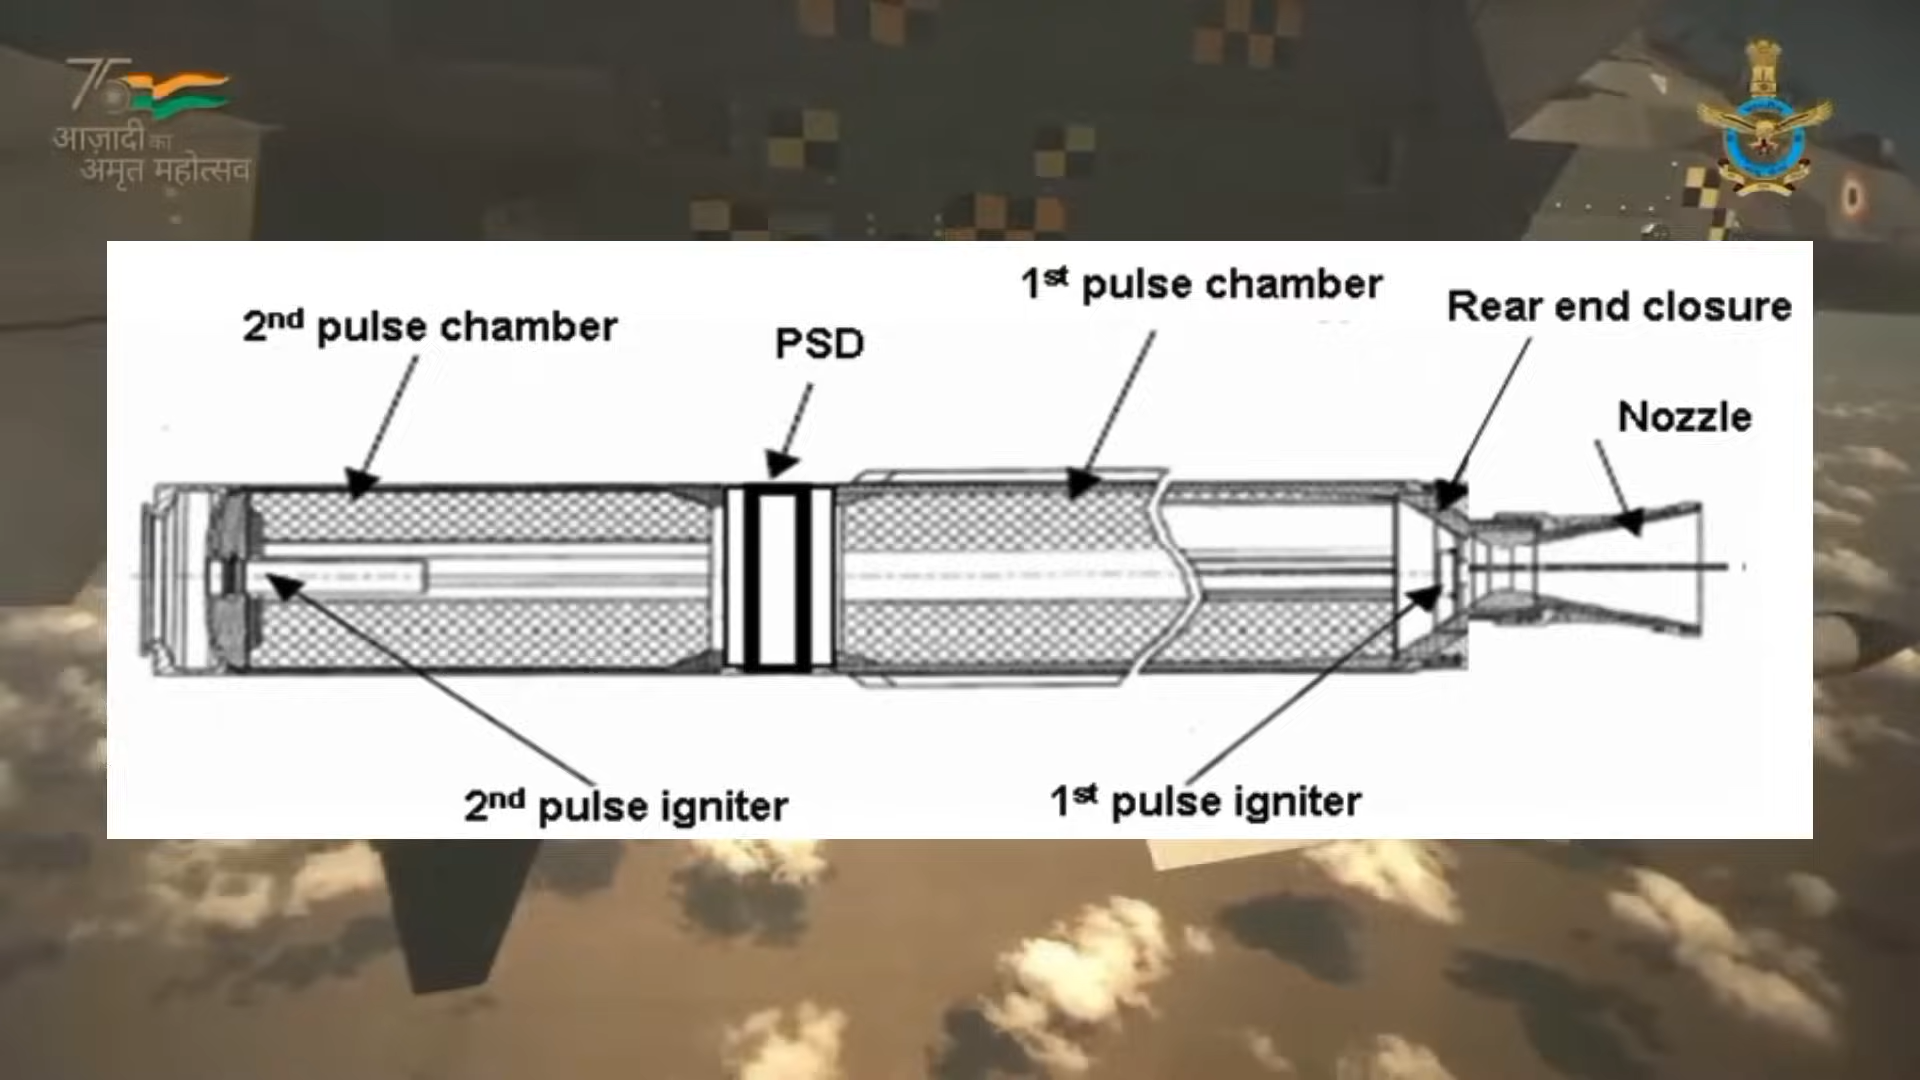 75
आज़ादी का
अमृत महोत्सव
1st pulse chamber
Rear end closure
2nd pulse chamber
PSD
Nozzle
2nd pulse igniter
1st pulse igniter